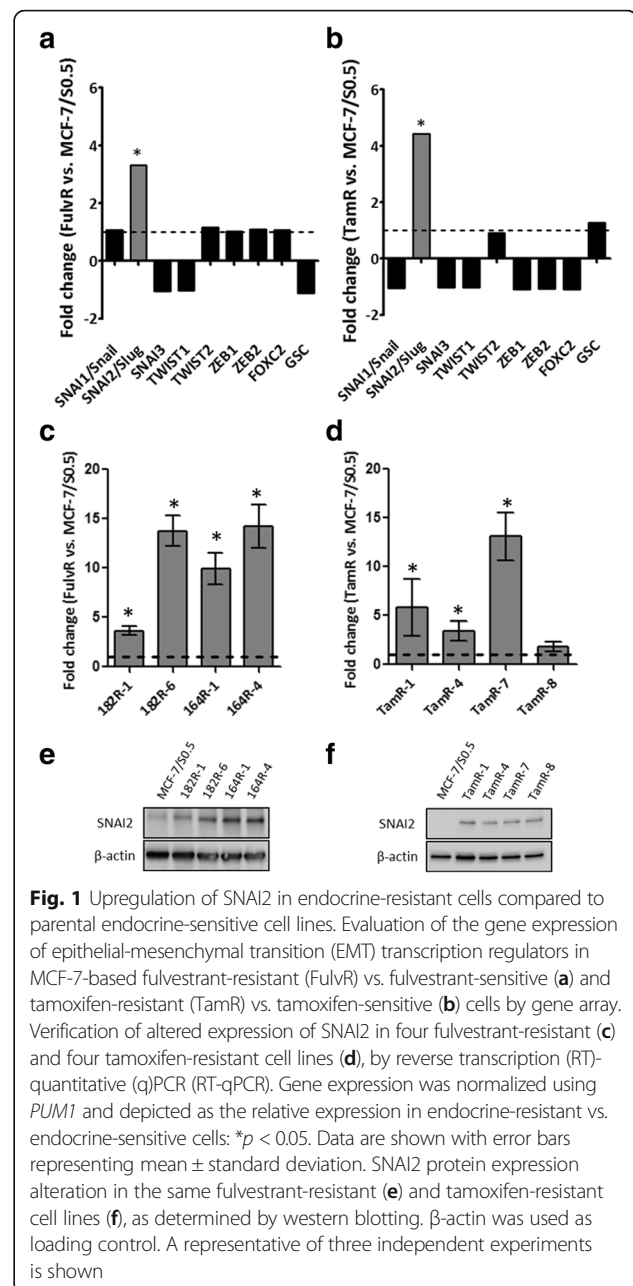 a
b
Fold change (FulvR vs. MCF-7/S0.5)
6
4
2
0
-2
*
SNAI1/Snail
SNAI2/Slug
SNAI3
TWIST1
TWIST2
ZEB1
ZEB2
FOXC2
GSC
Fold change (TamR vs. MCF-7/S0.5)
6
4
2
0
-2
*
SNAI1/Snail
SNAI2/Slug
SNAI3
TWIST1
TWIST2
ZEB1
ZEB2
FOXC2
GSC
c
d
Fold change (FulvR vs. MCF-7/S0.5)
20
15
10
5
0
*
*
*
*
182R-1
182R-6
164R-1
164R-4
Fold change (TamR vs. MCF-7/S0.5)
20
15
10
5
0
*
*
*
TamR-1
TamR-4
TamR-7
TamR-8
e
f
MCF-7/S0.5
182R-1
182R-6
164R-1
164R-4
SNAI2
β-actin
MCF-7/S0.5
TamR-1
TamR-4
TamR-7
TamR-8
SNAI2
β-actin
Fig. 1 Upregulation of SNAI2 in endocrine-resistant cells compared to
parental endocrine-sensitive cell lines. Evaluation of the gene expression
of epithelial-mesenchymal transition (EMT) transcription regulators in
MCF-7-based fulvestrant-resistant (FulvR) vs. fulvestrant-sensitive (a) and
tamoxifen-resistant (TamR) vs. tamoxifen-sensitive (b) cells by gene array.
Verification of altered expression of SNAI2 in four fulvestrant-resistant (c)
and four tamoxifen-resistant cell lines (d), by reverse transcription (RT)-
quantitative (q)PCR (RT-qPCR). Gene expression was normalized using
PUM1 and depicted as the relative expression in endocrine-resistant vs.
endocrine-sensitive cells: *p < 0.05. Data are shown with error bars
representing mean ± standard deviation. SNAI2 protein expression
alteration in the same fulvestrant-resistant (e) and tamoxifen-resistant
cell lines (f), as determined by western blotting. β-actin was used as
loading control. A representative of three independent experiments
is shown